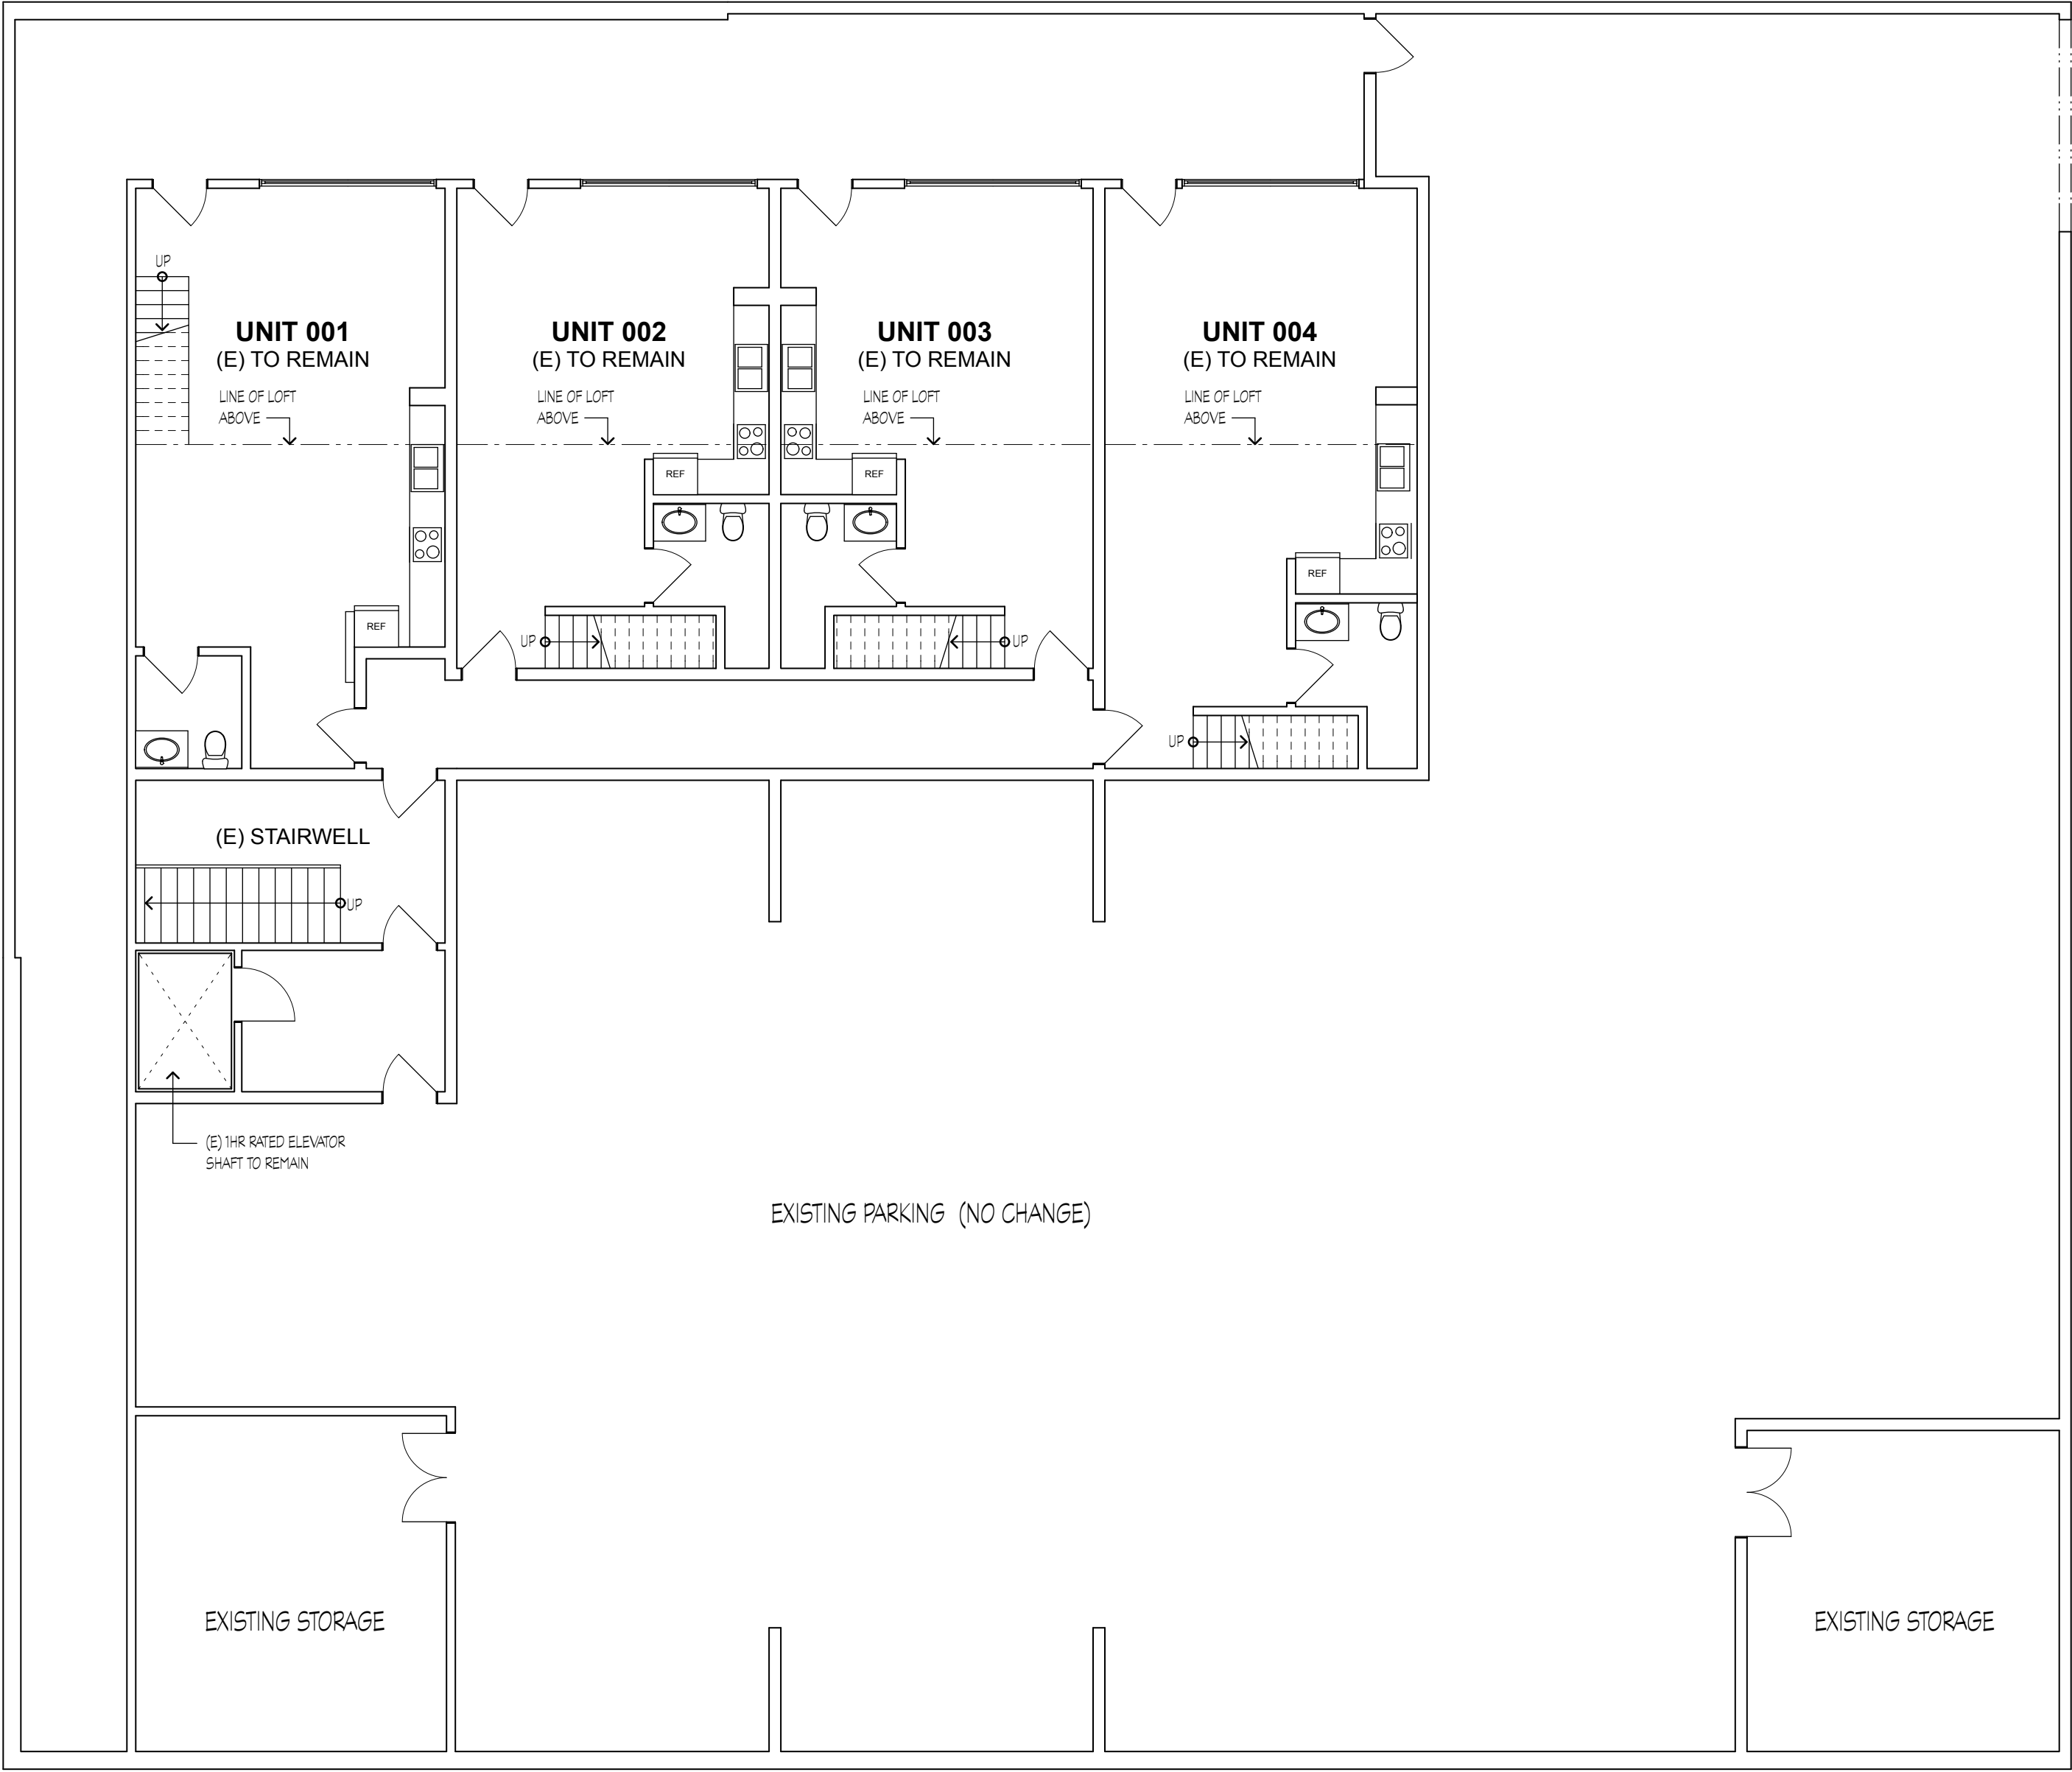 UP
UNIT 001
(E) TO REMAIN
LINE OF LOFT
ABOVE
REF
UNIT 002
(E) TO REMAIN
LINE OF LOFT
ABOVE
REF
UP
UNIT 003
(E) TO REMAIN
LINE OF LOFT
ABOVE
REF
UP
UNIT 004
(E) TO REMAIN
LINE OF LOFT
ABOVE
REF
UP
(E) STAIRWELL
UP
(E) 1HR RATED ELEVATOR
SHAFT TO REMAIN
EXISTING PARKING (NO CHANGE)
EXISTING STORAGE
EXISTING STORAGE